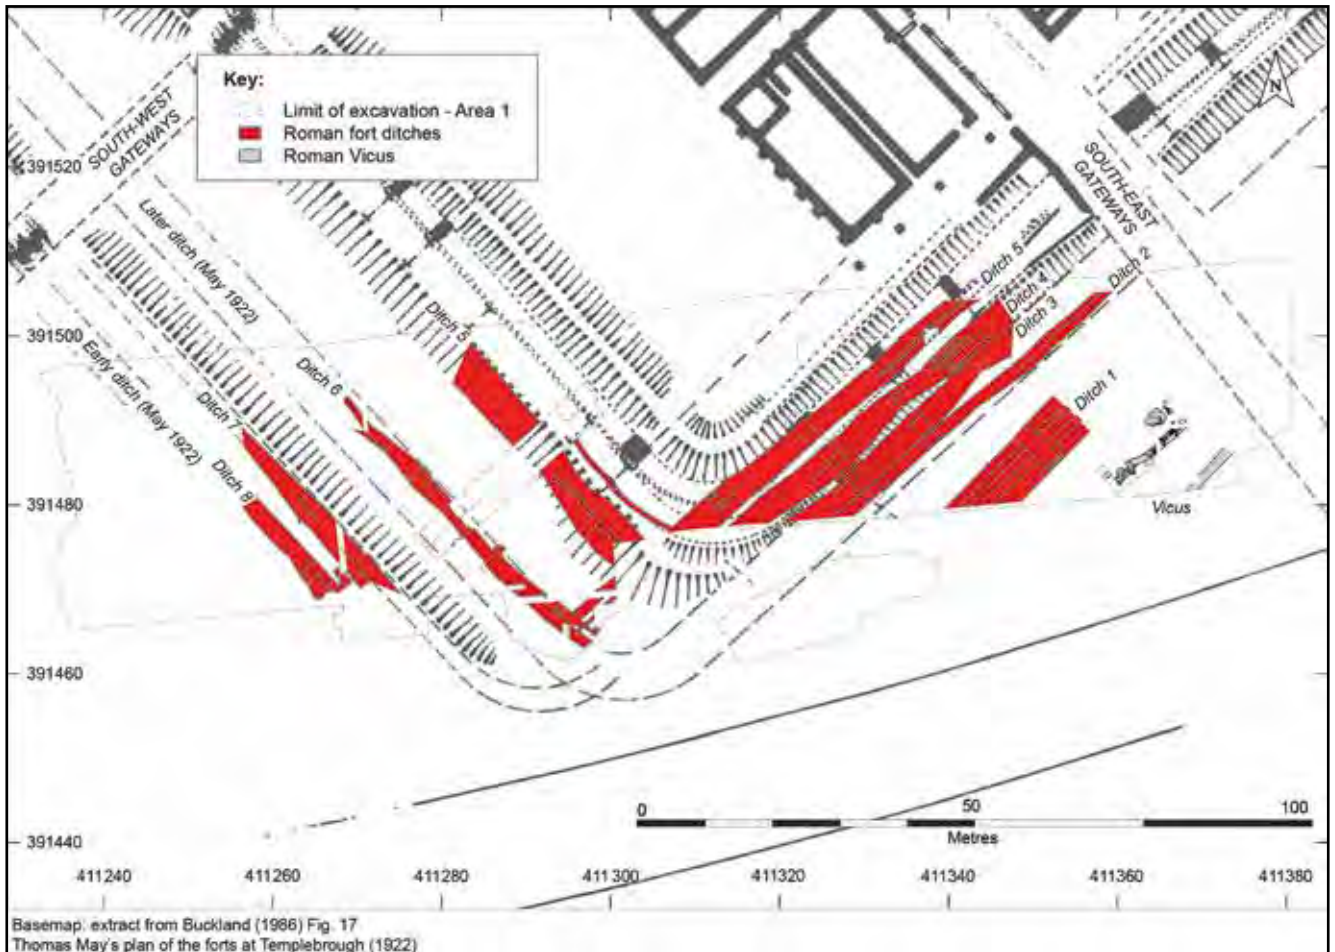 Key:
Limit of excavation - Area 1
Roman fort ditches
Roman Vicus
SOUTH-WEST
GATEWAYS
SOUTH-EAST
GATEWAYS
391520
391500
391480
391460
391440
Later ditch (May 1922)
Early ditch (May 1922)
Ditch 5
Ditch 6
Ditch 7
Ditch 8
Ditch 5
Ditch 4
Ditch 3
Ditch 2
Ditch 1
Vicus
N
0
50
100
Metres
411240
411260
411280
411300
411320
411340
411360
411380
Basemap: extract from Buckland (1986) Fig. 17
Thomas May's plan of the forts at Templebrough (1922)